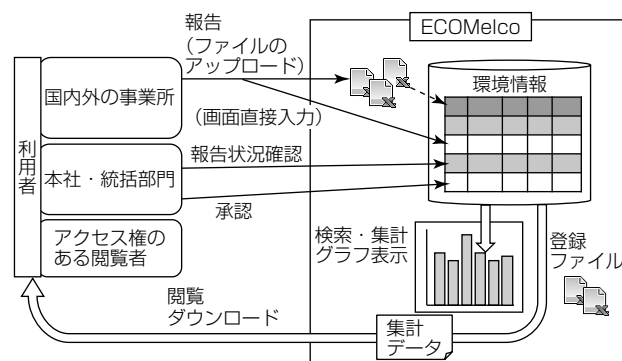 報告
(ファイルの
アップロード)
ECOMelco
国内外の事業所
環境情報
(画面直接入力)
利用者
報告状況確認
本社・統括部門
承認
アクセス権の
ある閲覧者
検索・集計
グラフ表示
登録
ファイル
閲覧
ダウンロード
集計
データ